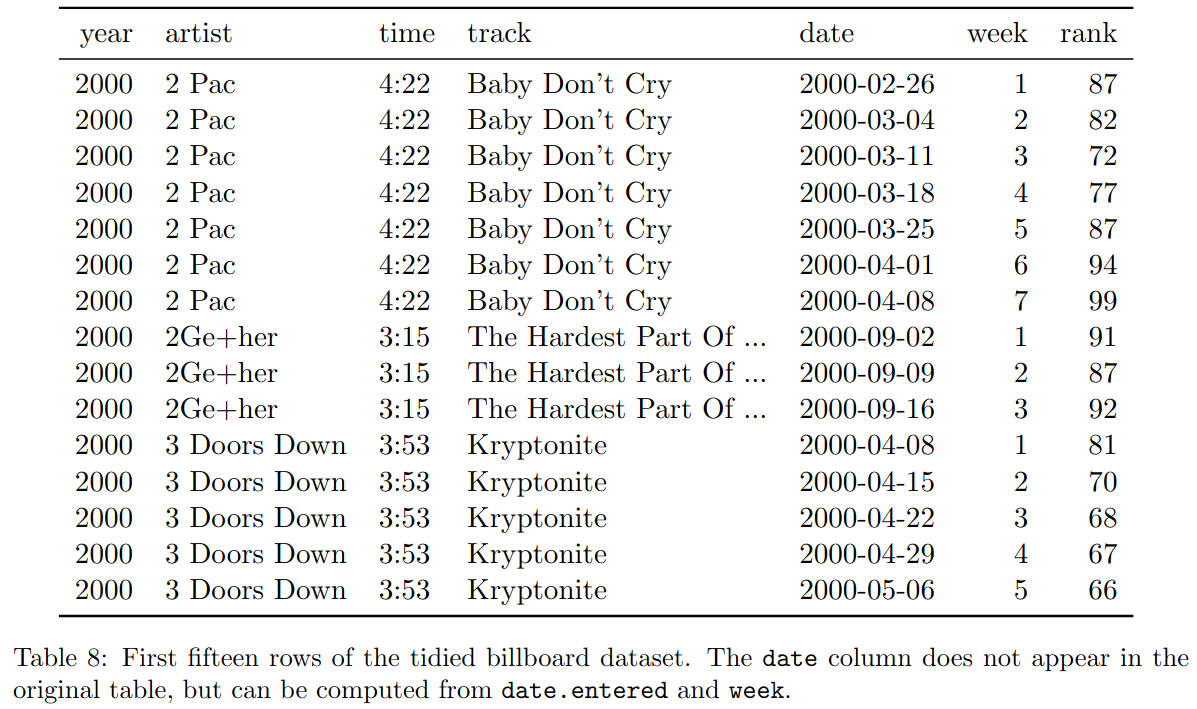 year artist time track date week rank
2000 2 Pac 4:22 Baby Don't Cry 2000-02-26 1 87
2000 2 Pac 4:22 Baby Don't Cry 2000-03-04 2 82
2000 2 Pac 4:22 Baby Don't Cry 2000-03-11 3 72
2000 2 Pac 4:22 Baby Don't Cry 2000-03-18 4 77
2000 2 Pac 4:22 Baby Don't Cry 2000-03-25 5 87
2000 2 Pac 4:22 Baby Don't Cry 2000-04-01 6 94
2000 2 Pac 4:22 Baby Don't Cry 2000-04-08 7 99
2000 2Ge+her 3:15 The Hardest Part Of ... 2000-09-02 1 91
2000 2Ge+her 3:15 The Hardest Part Of ... 2000-09-09 2 87
2000 2Ge+her 3:15 The Hardest Part Of ... 2000-09-16 3 92
2000 3 Doors Down 3:53 Kryptonite 2000-04-08 1 81
2000 3 Doors Down 3:53 Kryptonite 2000-04-15 2 70
2000 3 Doors Down 3:53 Kryptonite 2000-04-22 3 68
2000 3 Doors Down 3:53 Kryptonite 2000-04-29 4 67
2000 3 Doors Down 3:53 Kryptonite 2000-05-06 5 66
Table 8: First fifteen rows of the tidied billboard dataset. The date column does not appear in the
original table, but can be computed from date.entered and week.